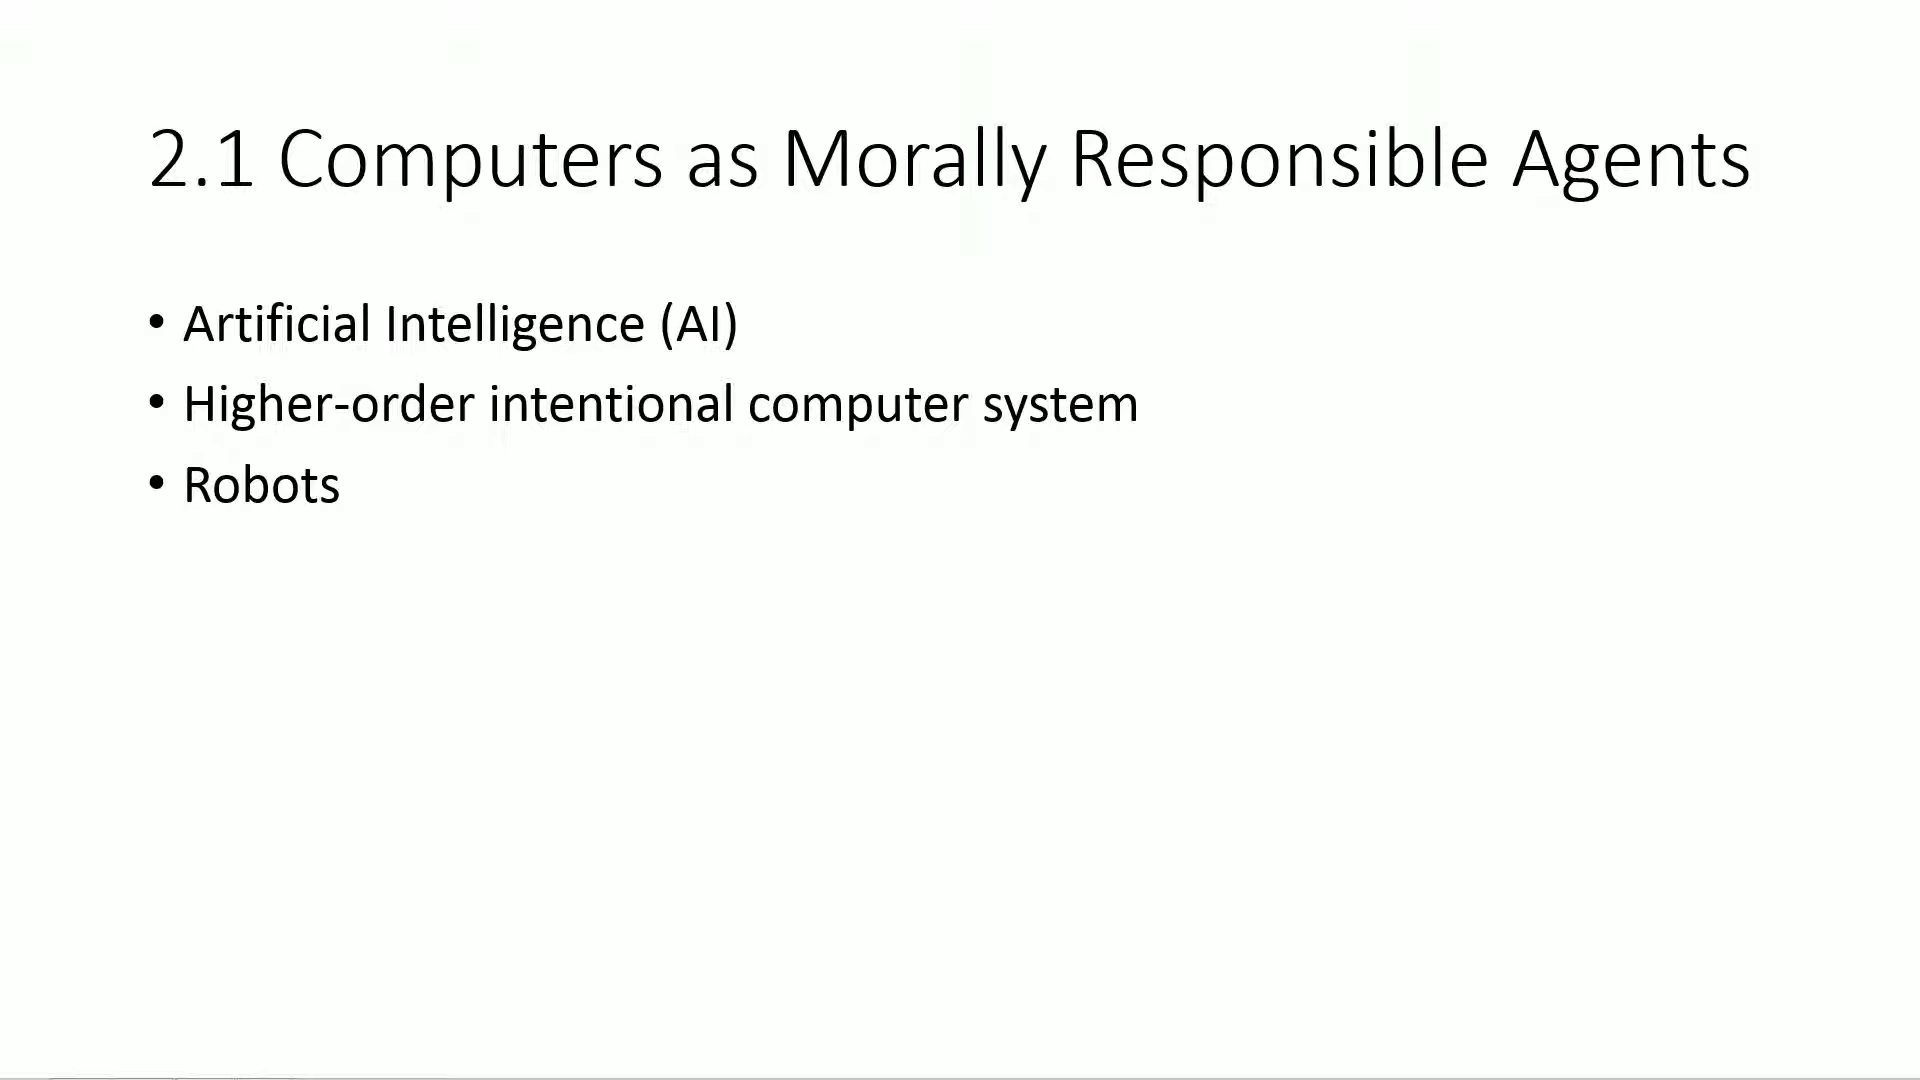 2.1 Computers as Morally Responsible Agents
• Artificial Intelligence (AI)
• Higher-order intentional computer system
• Robots